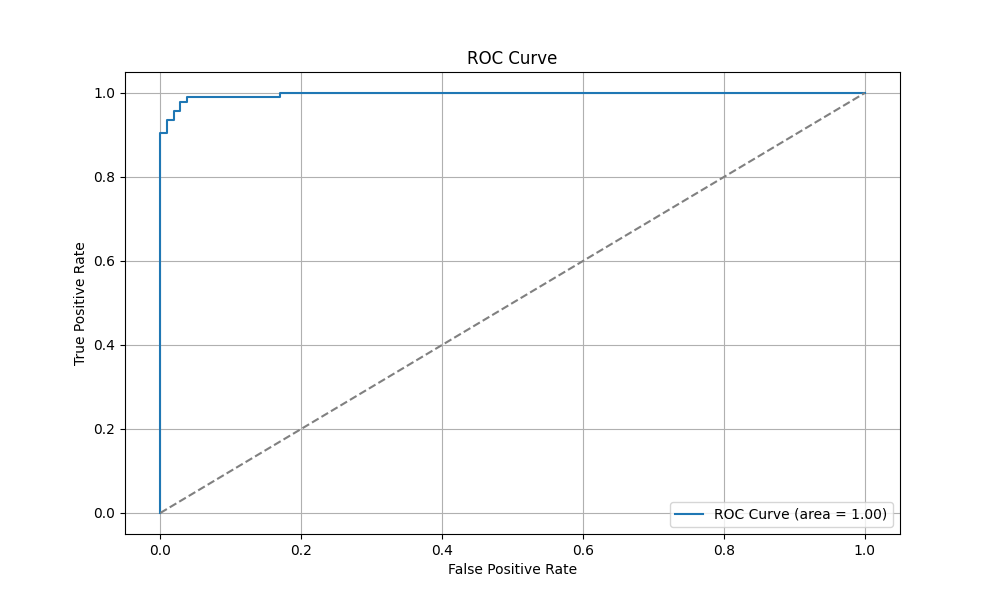 ROC Curve
1.0
0.8
0.6
0.4
0.2
0.0
True Positive Rate
ROC Curve (area = 1.00)
0.0 0.2 0.4 0.6 0.8 1.0
False Positive Rate